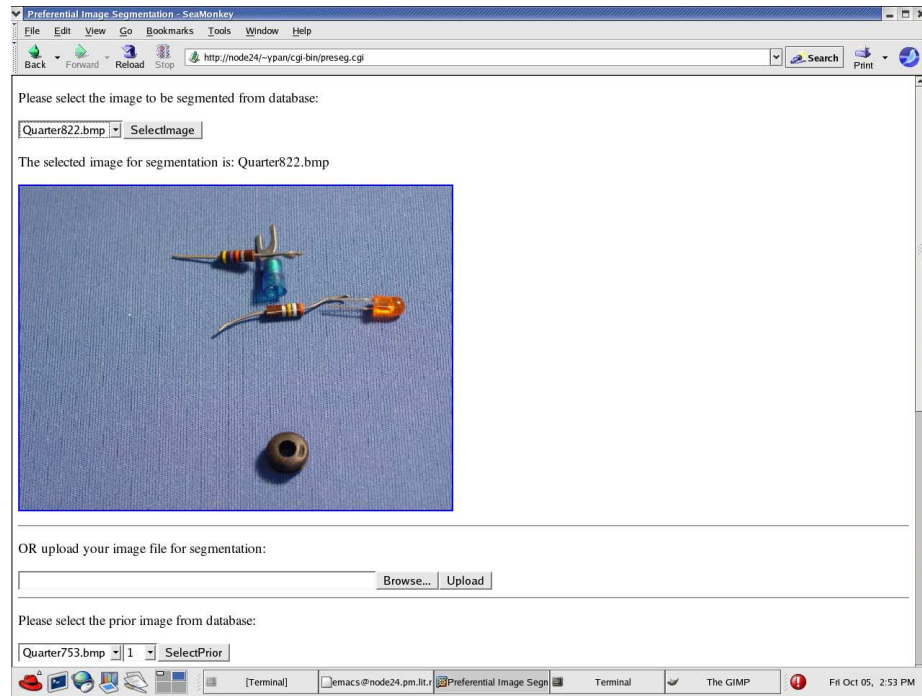 Preferential Image Segmentation - SeaMonkey
File Edit View Go Bookmarks Tools Window Help
Back Forward Reload Stop http://node24/~ypan/cgi-bin/preseg.cgi Search Print
Please select the image to be segmented from database:
Quarter822.bmp SelectImage
The selected image for segmentation is: Quarter822.bmp
OR upload your image file for segmentation:
Browse... Upload
Please select the prior image from database:
Quarter753.bmp 1 SelectPrior
[Terminal] emacs@node24.pm.lit.r Preferential Image Segn Terminal The GIMP Fri Oct 05, 2:53 PM